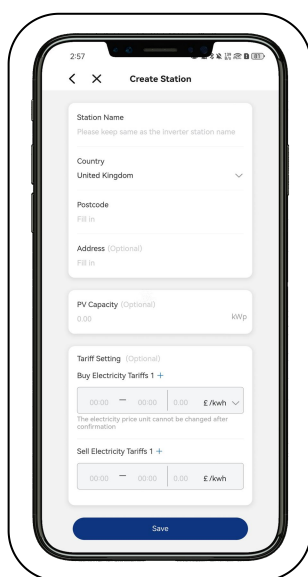 2:57
Create Station
Station Name
Please keep same as the inverter station name
Country
United Kingdom
Postcode
Fill in
Address (Optional)
Fill in
PV Capacity (Optional)
0.00 kWp
Tariff Setting (Optional)
Buy Electricity Tariffs 1 +
00:00 — 00:00 0.00 £/kwh
The electricity price unit cannot be changed after
confirmation
Sell Electricity Tariffs 1 +
00:00 — 00:00 0.00 £/kwh
Save